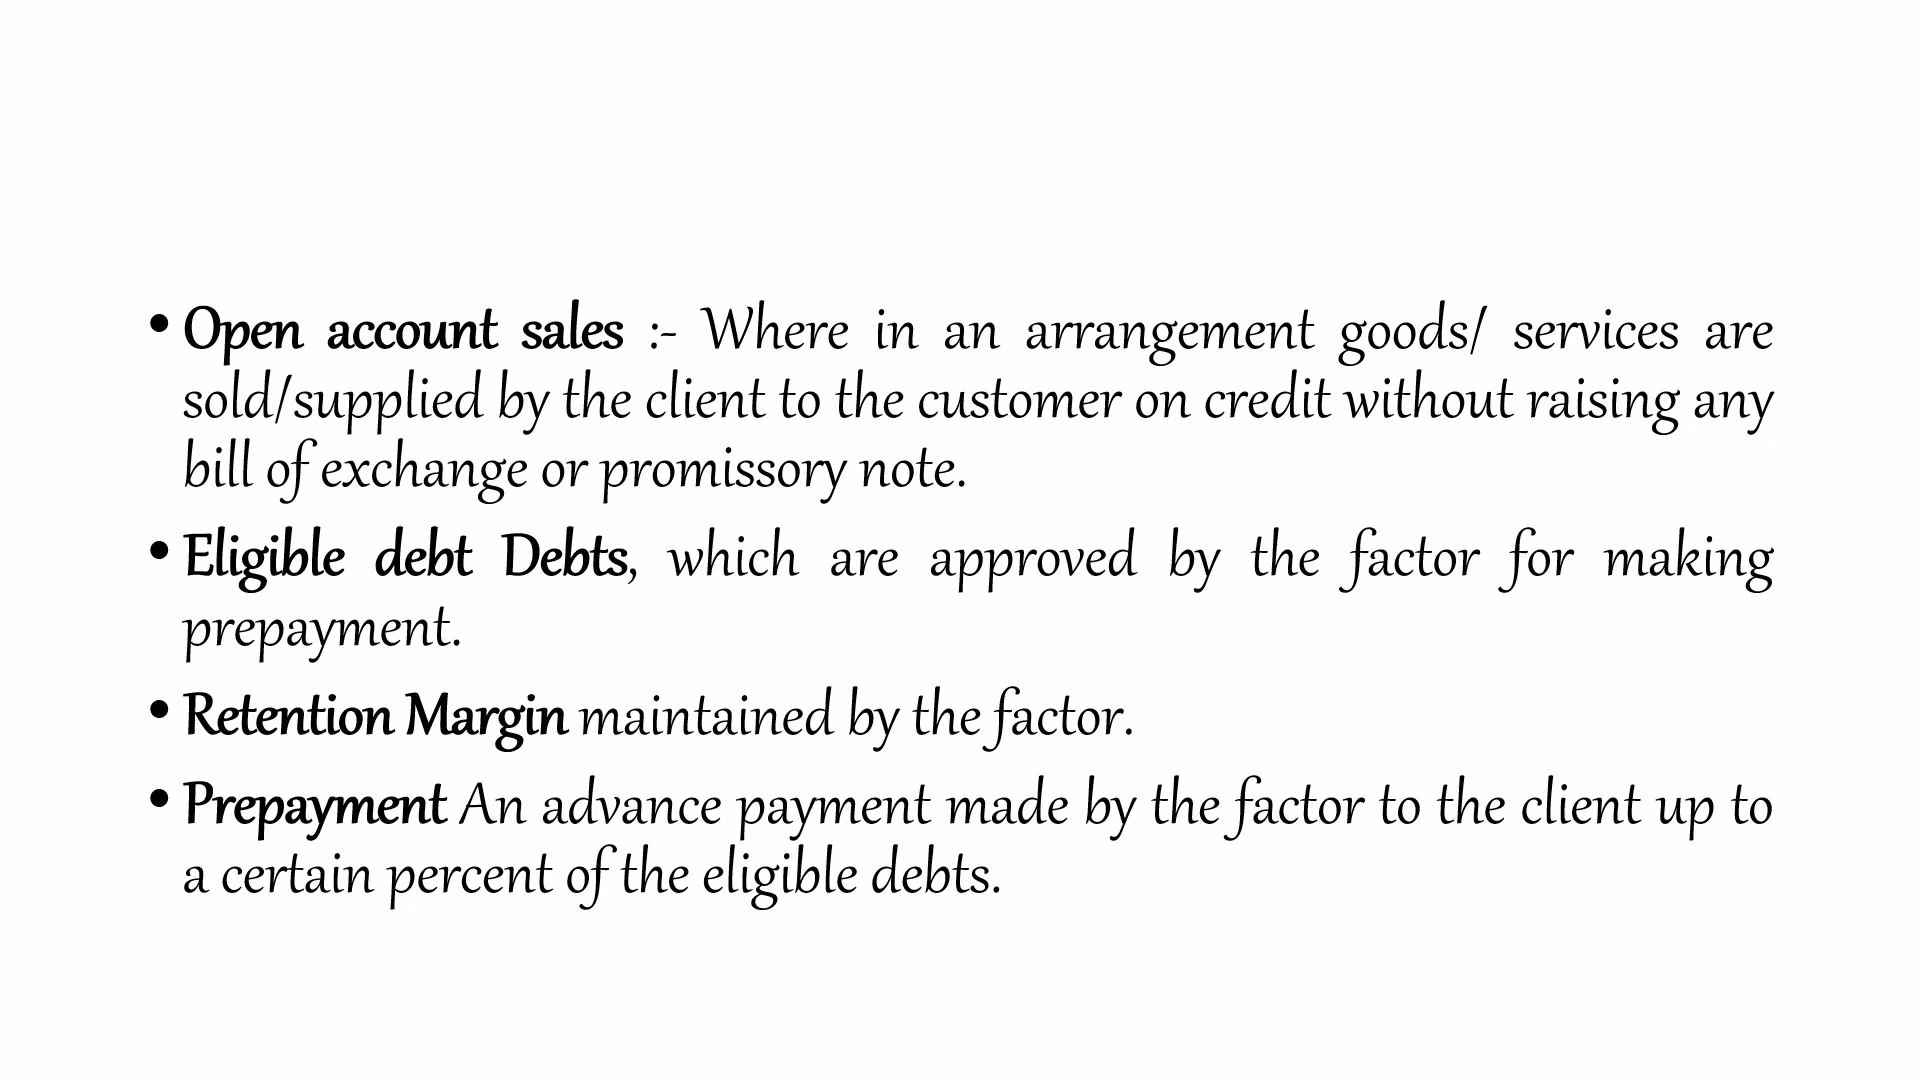 • Open account sales :- Where in an arrangement goods/ services are
sold/supplied by the client to the customer on credit without raising any
bill of exchange or promissory note.
• Eligible debt Debts, which are approved by the factor for making
prepayment.
• Retention Margin maintained by the factor.
• Prepayment An advance payment made by the factor to the client up to
a certain percent of the eligible debts.